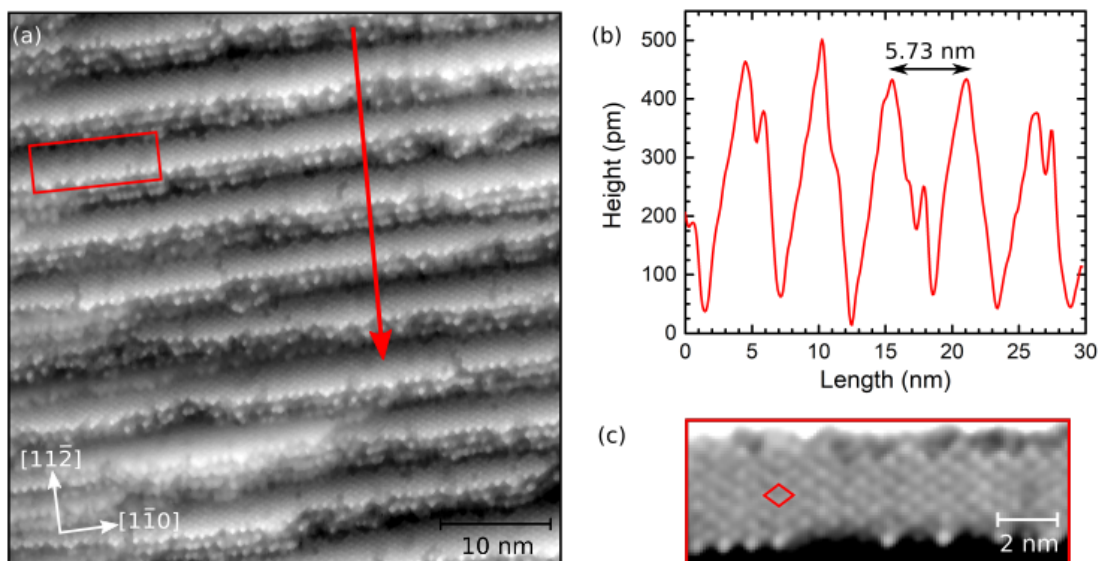 (a)
[112̄]
[11̄0]
10 nm
(b)
5.73 nm
Height (pm)
500
400
300
200
100
0
0 5 10 15 20 25 30
Length (nm)
(c)
2 nm